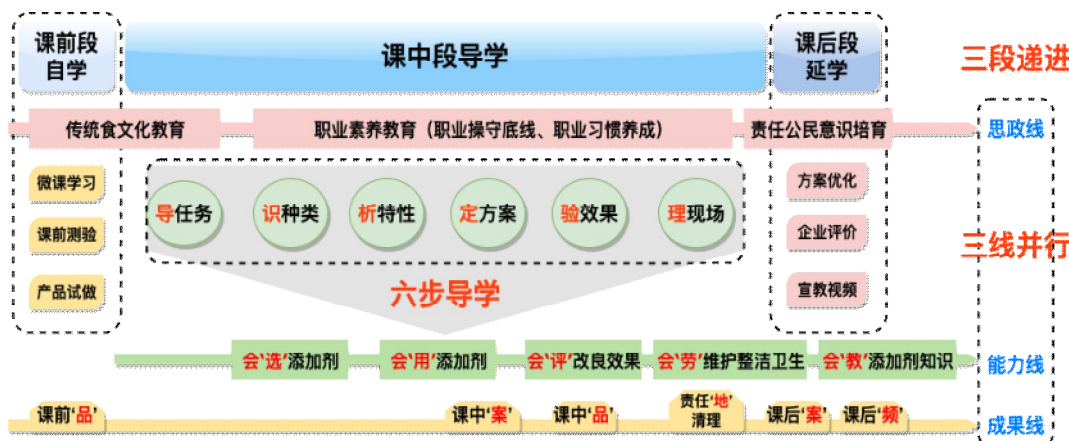 课前段
自学
课中段导学
课后段
延学
三段递进
传统食文化教育
职业素养教育（职业操守底线、职业习惯养成）
责任公民意识培育
思政线
微课学习
课前测验
产品试做
导任务
识种类
析特性
定方案
验效果
理现场
方案优化
企业评价
宣教视频
三线并行
六步导学
会‘选’添加剂
会‘用’添加剂
会‘评’改良效果
会‘劳’维护整洁卫生
会‘教’添加剂知识
能力线
课前‘品’
课中‘案’
课中‘品’
责任‘地’
清理
课后‘案’
课后‘频’
成果线